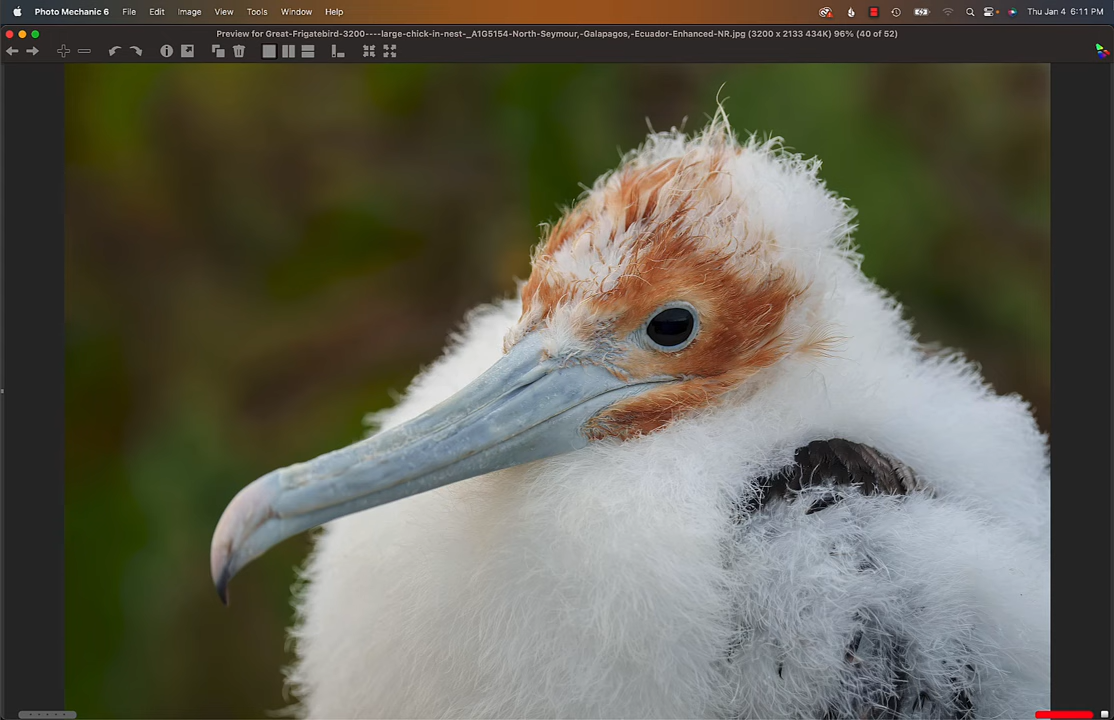 Photo Mechanic 6 File Edit Image View Tools Window Help Thu Jan 4 6:11 PM
Preview for Great-Frigatebird-3200----large-chick-in-nest-_A1G5154-North-Seymour,-Galapagos,-Ecuador-Enhanced-NR.jpg (3200 x 2133 434K) 96% (40 of 52)